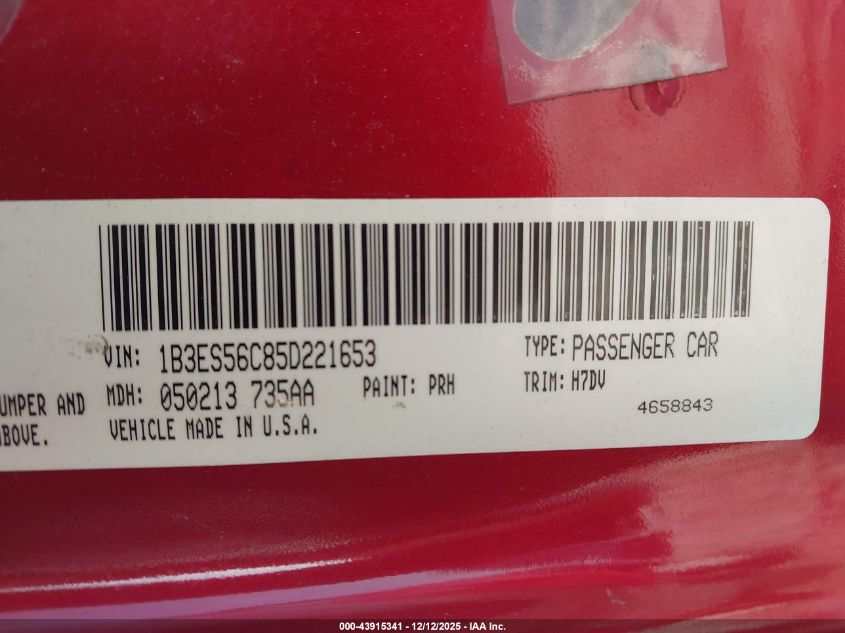 VIN: 1B3ES56C85D221653
TYPE: PASSENGER CAR
UMPER AND
MDH: 050213 735AA
PAINT: PRH
TRIM: H7DV
4658843
ABOVE.
VEHICLE MADE IN U.S.A.
000-43915341 - 12/12/2025 - IAA Inc.